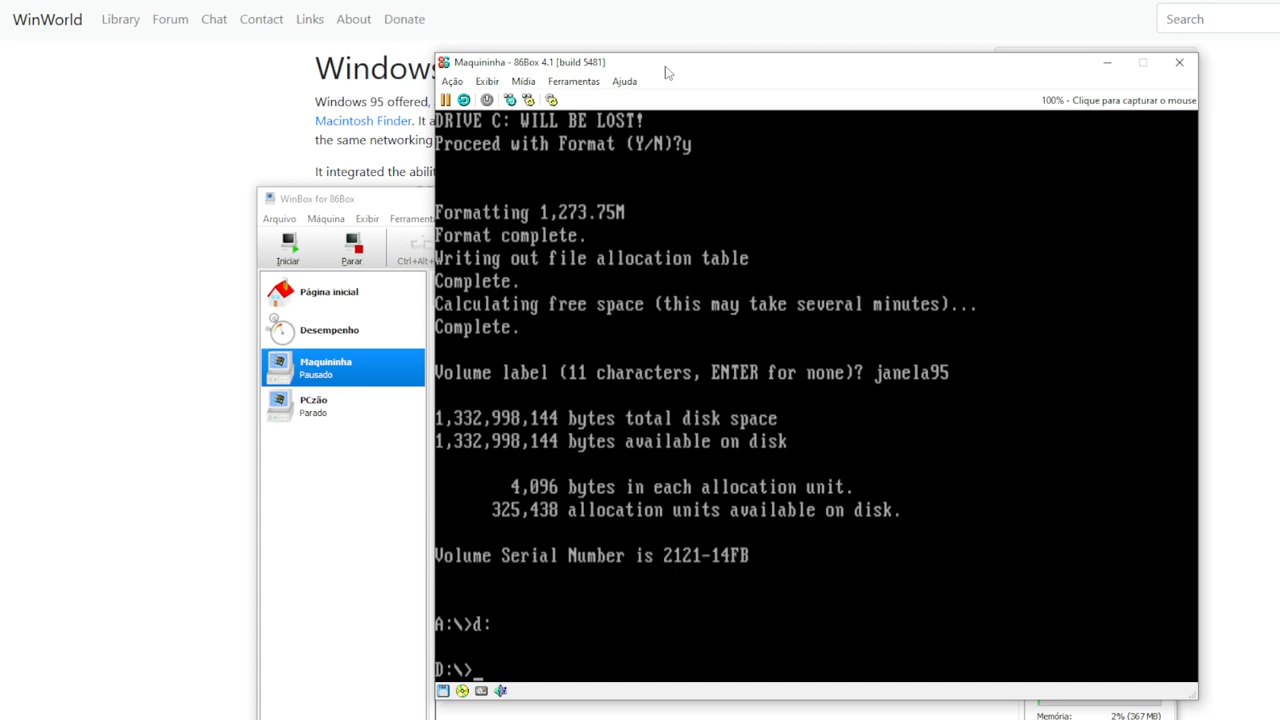 WinWorld Library Forum Chat Contact Links About Donate Search
Windows
Windows 95 offered,
Macintosh Finder. It a
the same networking
It integrated the abili
WinBox for 86Box
Arquivo Máquina Exibir Ferramenta
Iniciar Parar Ctrl+Alt+
Página inicial
Desempenho
Maquininha
Pausado
PCzão
Parado
Maquininha - 86Box 4.1 [build 5481]
Ação Exibir Mídia Ferramentas Ajuda
100% - Clique para capturar o mouse
DRIVE C: WILL BE LOST!
Proceed with Format (Y/N)?y
Formatting 1,273.75M
Format complete.
Writing out file allocation table
Complete.
Calculating free space (this may take several minutes)...
Complete.
Volume label (11 characters, ENTER for none)? janela95
1,332,998,144 bytes total disk space
1,332,998,144 bytes available on disk
4,096 bytes in each allocation unit.
325,438 allocation units available on disk.
Volume Serial Number is 2121-14FB
A:\>d:
D:\>_
Memória: 2% (367 MB)